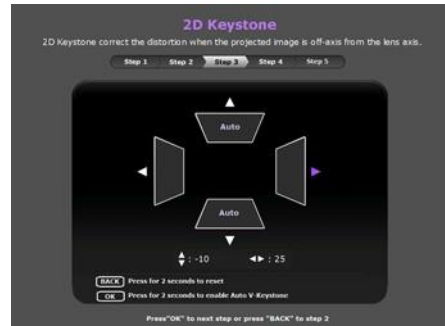 2D Keystone
2D Keystone correct the distortion when the projected image is off-axis from the lens axis.
Step 1 Step 2 Step 3 Step 4 Step 5
Auto
Auto
: -10 : 25
BACK Press for 2 seconds to reset
OK Press for 2 seconds to enable Auto V-Keystone
Press"OK" to next step or press "BACK" to step 2